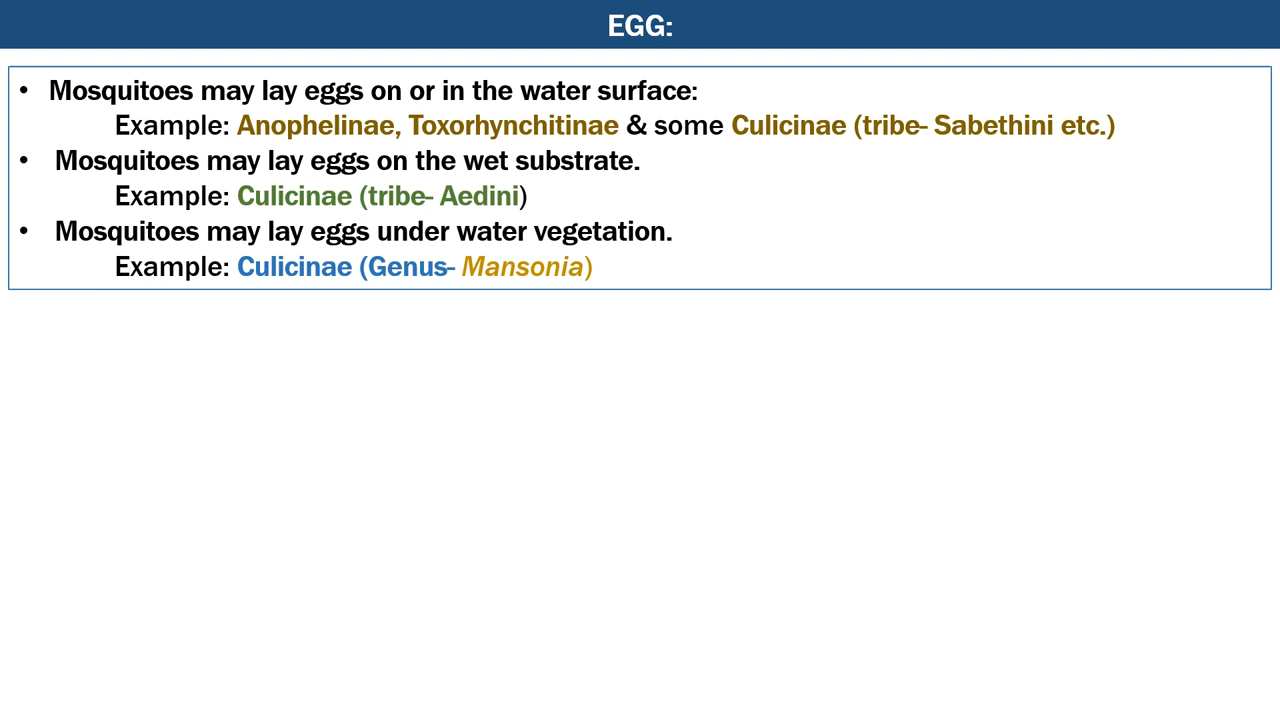 EGG:
• Mosquitoes may lay eggs on or in the water surface:
Example: Anophelinae, Toxorhynchitinae & some Culicinae (tribe- Sabethini etc.)
• Mosquitoes may lay eggs on the wet substrate.
Example: Culicinae (tribe- Aedini)
• Mosquitoes may lay eggs under water vegetation.
Example: Culicinae (Genus- Mansonia)